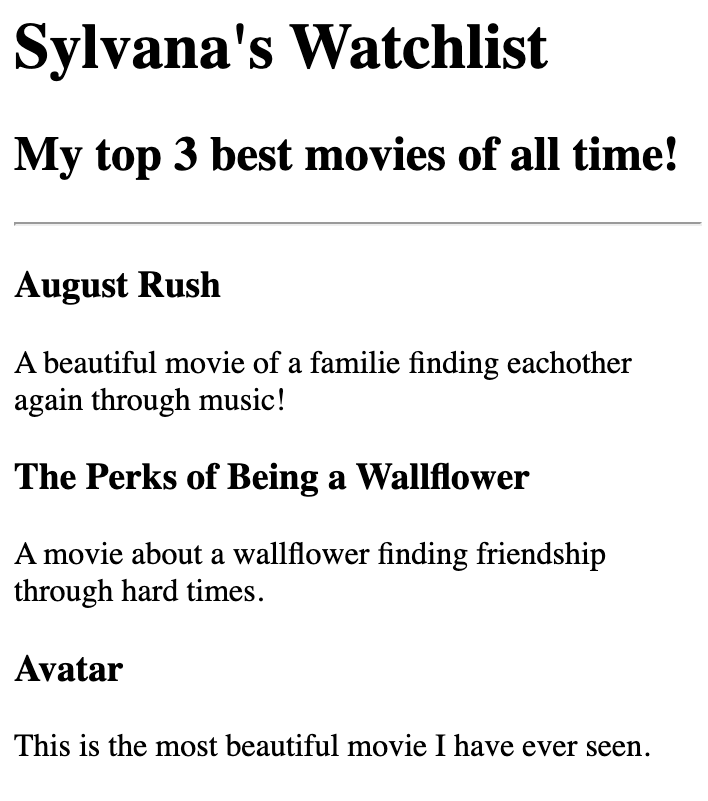 Sylvana's Watchlist
My top 3 best movies of all time!
August Rush
A beautiful movie of a familie finding eachother
again through music!
The Perks of Being a Wallflower
A movie about a wallflower finding friendship
through hard times.
Avatar
This is the most beautiful movie I have ever seen.